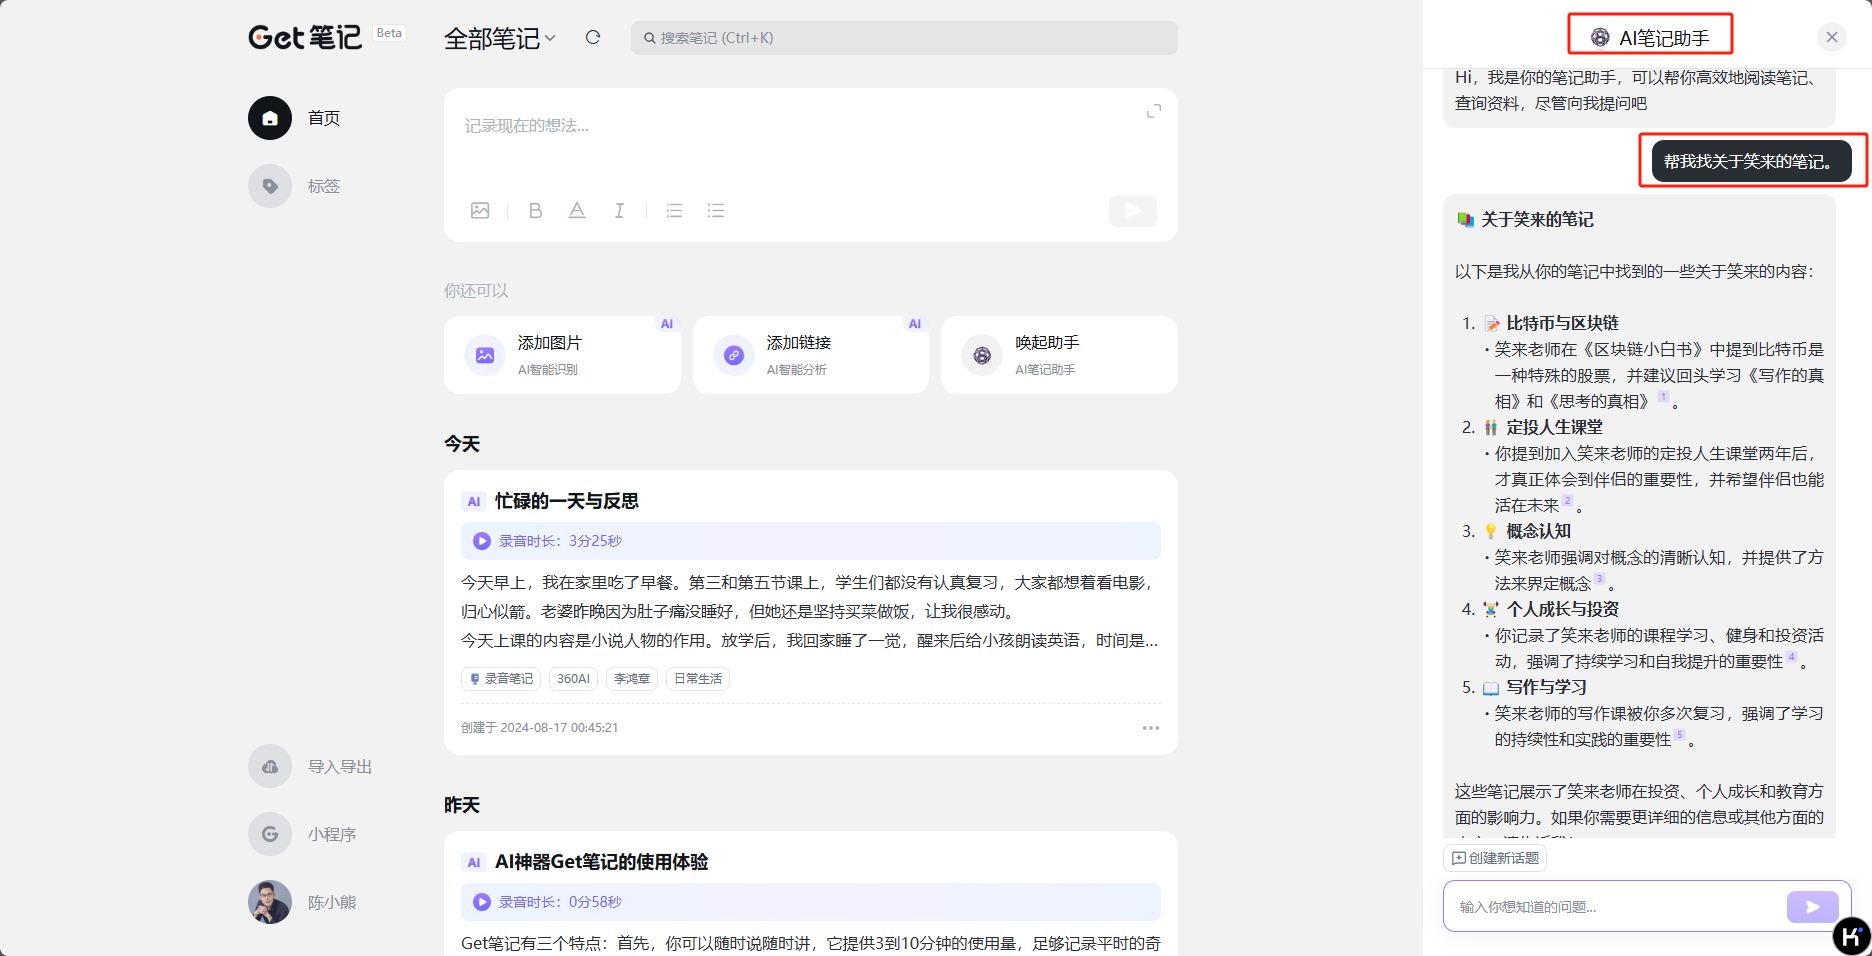 Get笔记 Beta
全部笔记
搜索笔记 (Ctrl+K)
首页
标签
导入导出
小程序
陈小熊
记录现在的想法...
你还可以
AI
添加图片
AI智能识别
AI
添加链接
AI智能分析
唤起助手
AI笔记助手
今天
AI 忙碌的一天与反思
录音时长：3分25秒
今天早上，我在家里吃了早餐。第三和第五节课上，学生们都没有认真复习，大家都想着看电影，
归心似箭。老婆昨晚因为肚子痛没睡好，但她还是坚持买菜做饭，让我很感动。
今天上课的内容是小说人物的作用。放学后，我回家睡了一觉，醒来后给小孩朗读英语，时间是...
录音笔记 360AI 李鸿章 日常生活
创建于 2024-08-17 00:45:21
昨天
AI AI神器Get笔记的使用体验
录音时长：0分58秒
Get笔记有三个特点：首先，你可以随时说随时讲，它提供3到10分钟的使用量，足够记录平时的奇
AI笔记助手
Hi，我是你的笔记助手，可以帮你高效地阅读笔记、
查询资料，尽管向我提问吧
帮我找关于笑来的笔记。
关于笑来的笔记
以下是我从你的笔记中找到的一些关于笑来的内容：
1. 比特币与区块链
· 笑来老师在《区块链小白书》中提到比特币是
一种特殊的股票，并建议回头学习《写作的真
相》和《思考的真相》 1 。
2. 定投人生课堂
· 你提到加入笑来老师的定投人生课堂两年后，
才真正体会到伴侣的重要性，并希望伴侣也能
活在未来 2 。
3. 概念认知
· 笑来老师强调对概念的清晰认知，并提供了方
法来界定概念 3 。
4. 个人成长与投资
· 你记录了笑来老师的课程学习、健身和投资活
动，强调了持续学习和自我提升的重要性 4 。
5. 写作与学习
· 笑来老师的写作课被你多次复习，强调了学习
的持续性和实践的重要性 5 。
这些笔记展示了笑来老师在投资、个人成长和教育方
面的影响力。如果你需要更详细的信息或其他方面的
创建新话题
输入你想知道的问题...
K